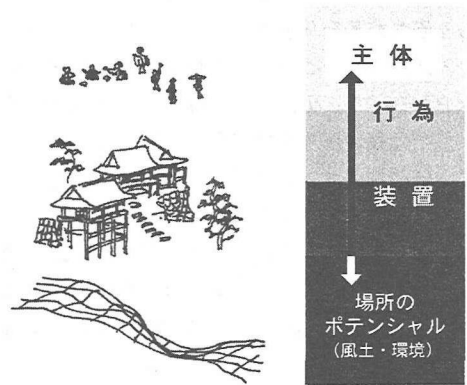 主体
行為
装置
場所の
ポテンシャル
(風土・環境)